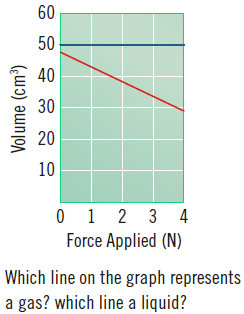 Volume (cm³)
60
50
40
30
20
10
0 1 2 3 4
Force Applied (N)
Which line on the graph represents
a gas? which line a liquid?